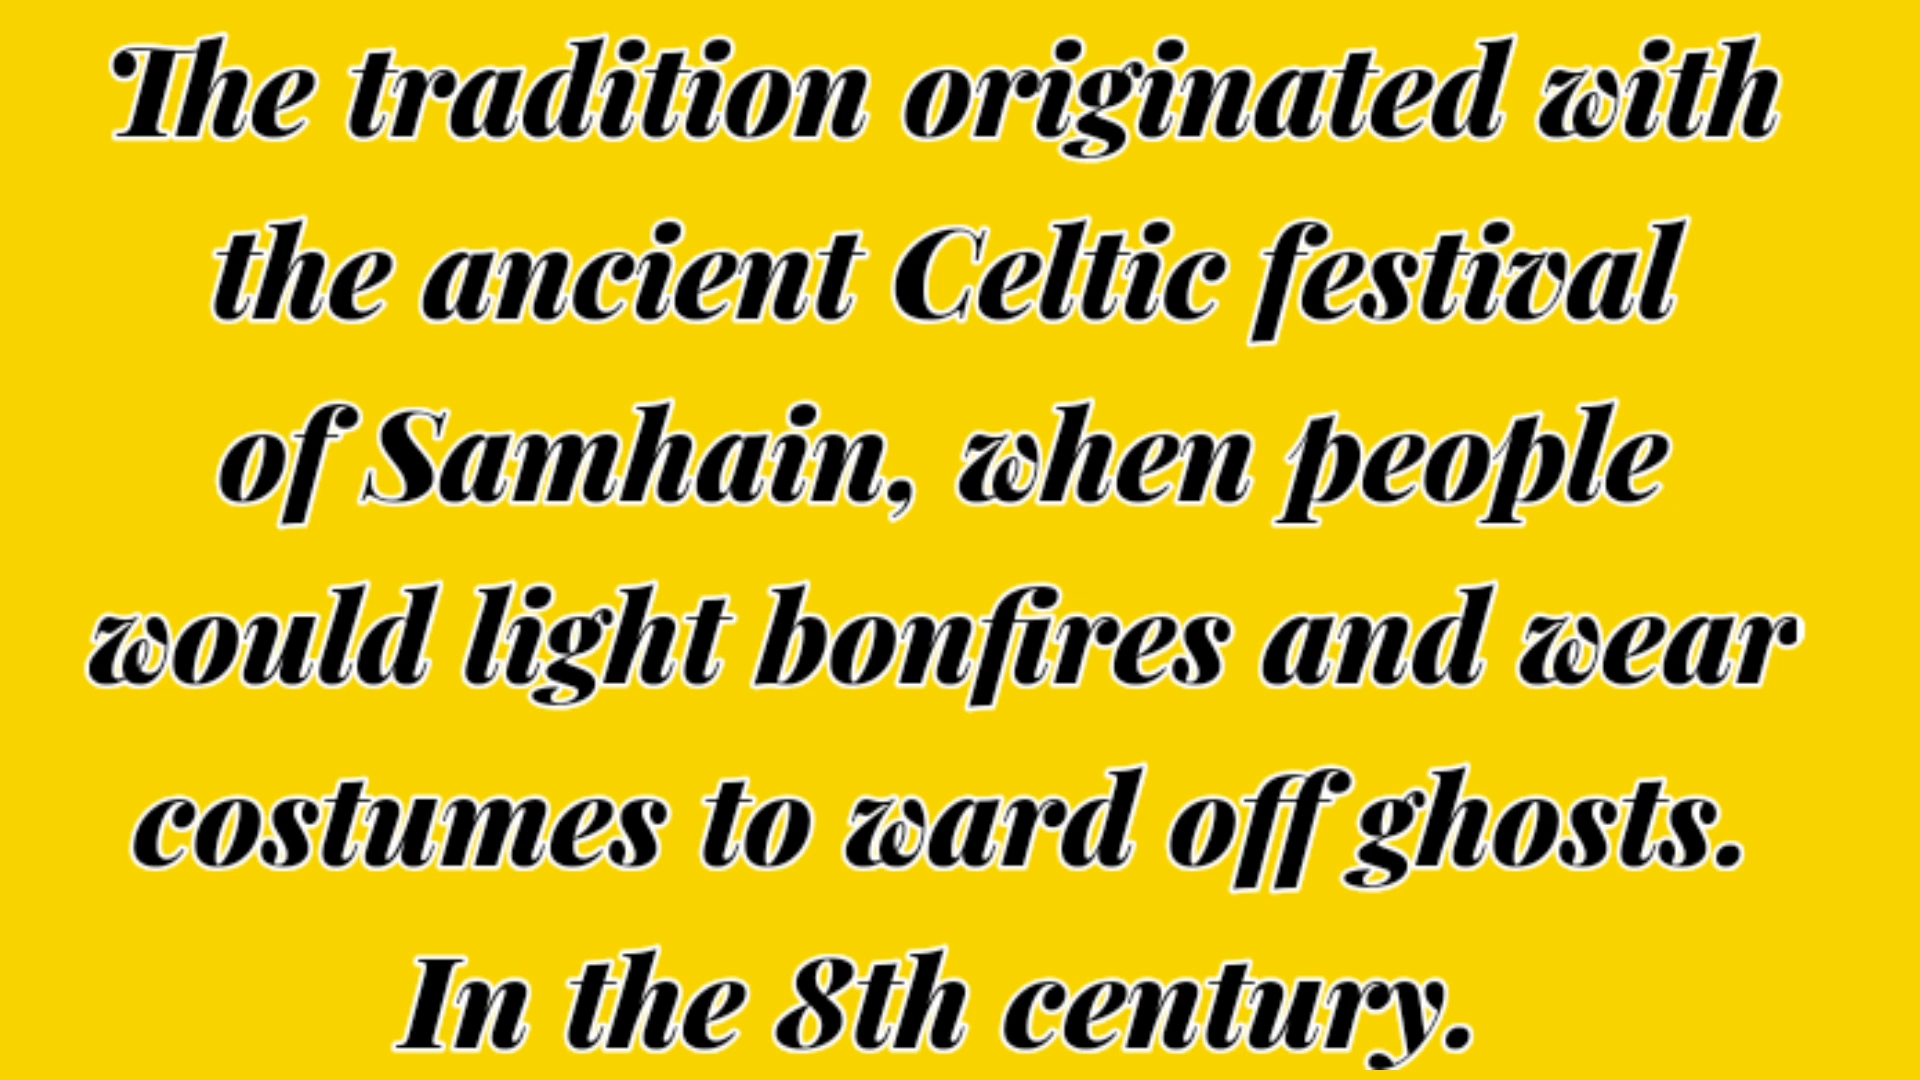 The tradition originated with
the ancient Celtic festival
of Samhain, when people
would light bonfires and wear
costumes to ward off ghosts.
In the 8th century.